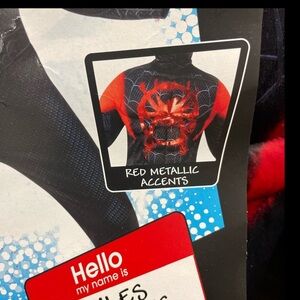 RED METALLIC
ACCENTS
Hello
my name is